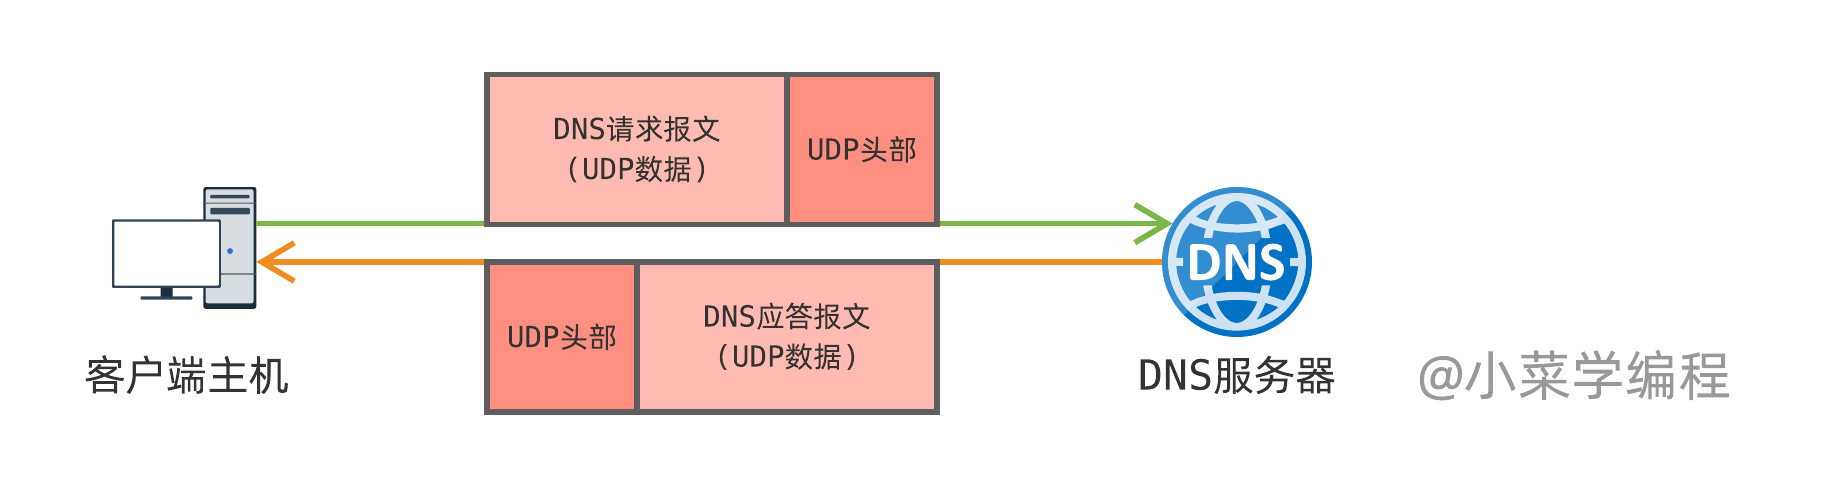 DNS请求报文
(UDP数据)
UDP头部
DNS
UDP头部
DNS应答报文
(UDP数据)
客户端主机
DNS服务器
@小菜学编程